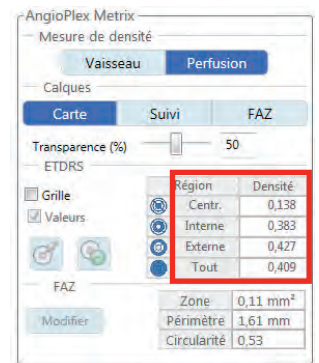 AngioPlex Metrix
Mesure de densité
Vaisseau Perfusion
Calques
Carte Suivi FAZ
Transparence (%) 50
ETDRS
Région Densité
Grille
Centr. 0,138
Valeurs
Interne 0,383
Externe 0,427
Tout 0,409
FAZ
Zone 0,11 mm²
Modifier
Périmètre 1,61 mm
Circularité 0,53